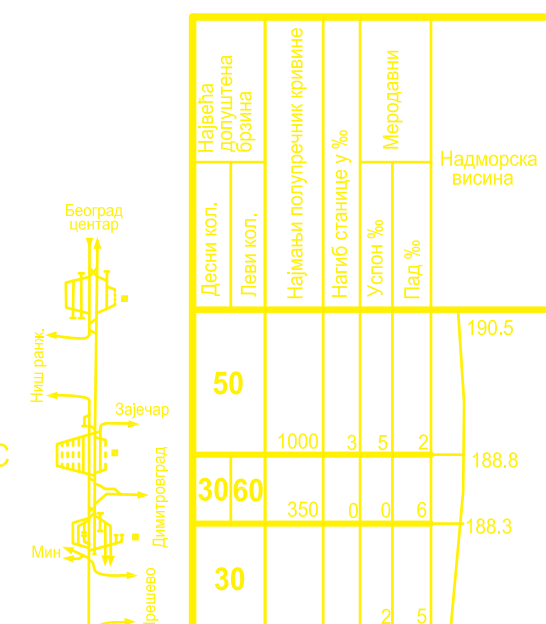 Највећа
допуштена
брзина
Десни кол.
Леви кол.
Најмањи полупречник кривине
Нагиб станице у ‰
Меродавни
Успон ‰
Пад ‰
Надморска
висина
Београд
центар
Ниш ранж.
Зајечар
Димитровград
Мин
С
190.5
50
1000 3 5 2
188.8
30 60
350 0 0 6
188.3
30
2 5